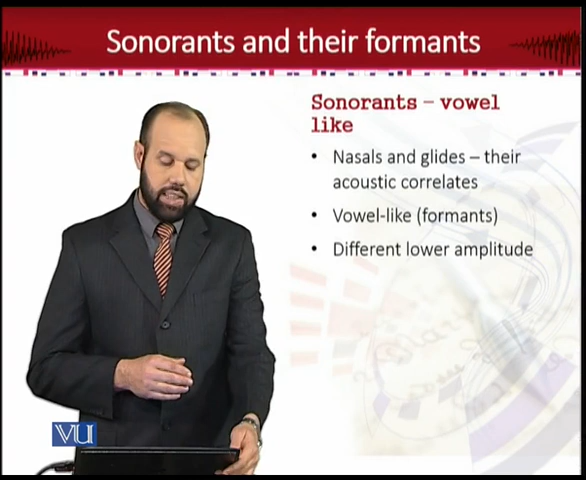 Sonorants and their formants
Sonorants – vowel
like
• Nasals and glides – their
acoustic correlates
• Vowel-like (formants)
• Different lower amplitude
VU